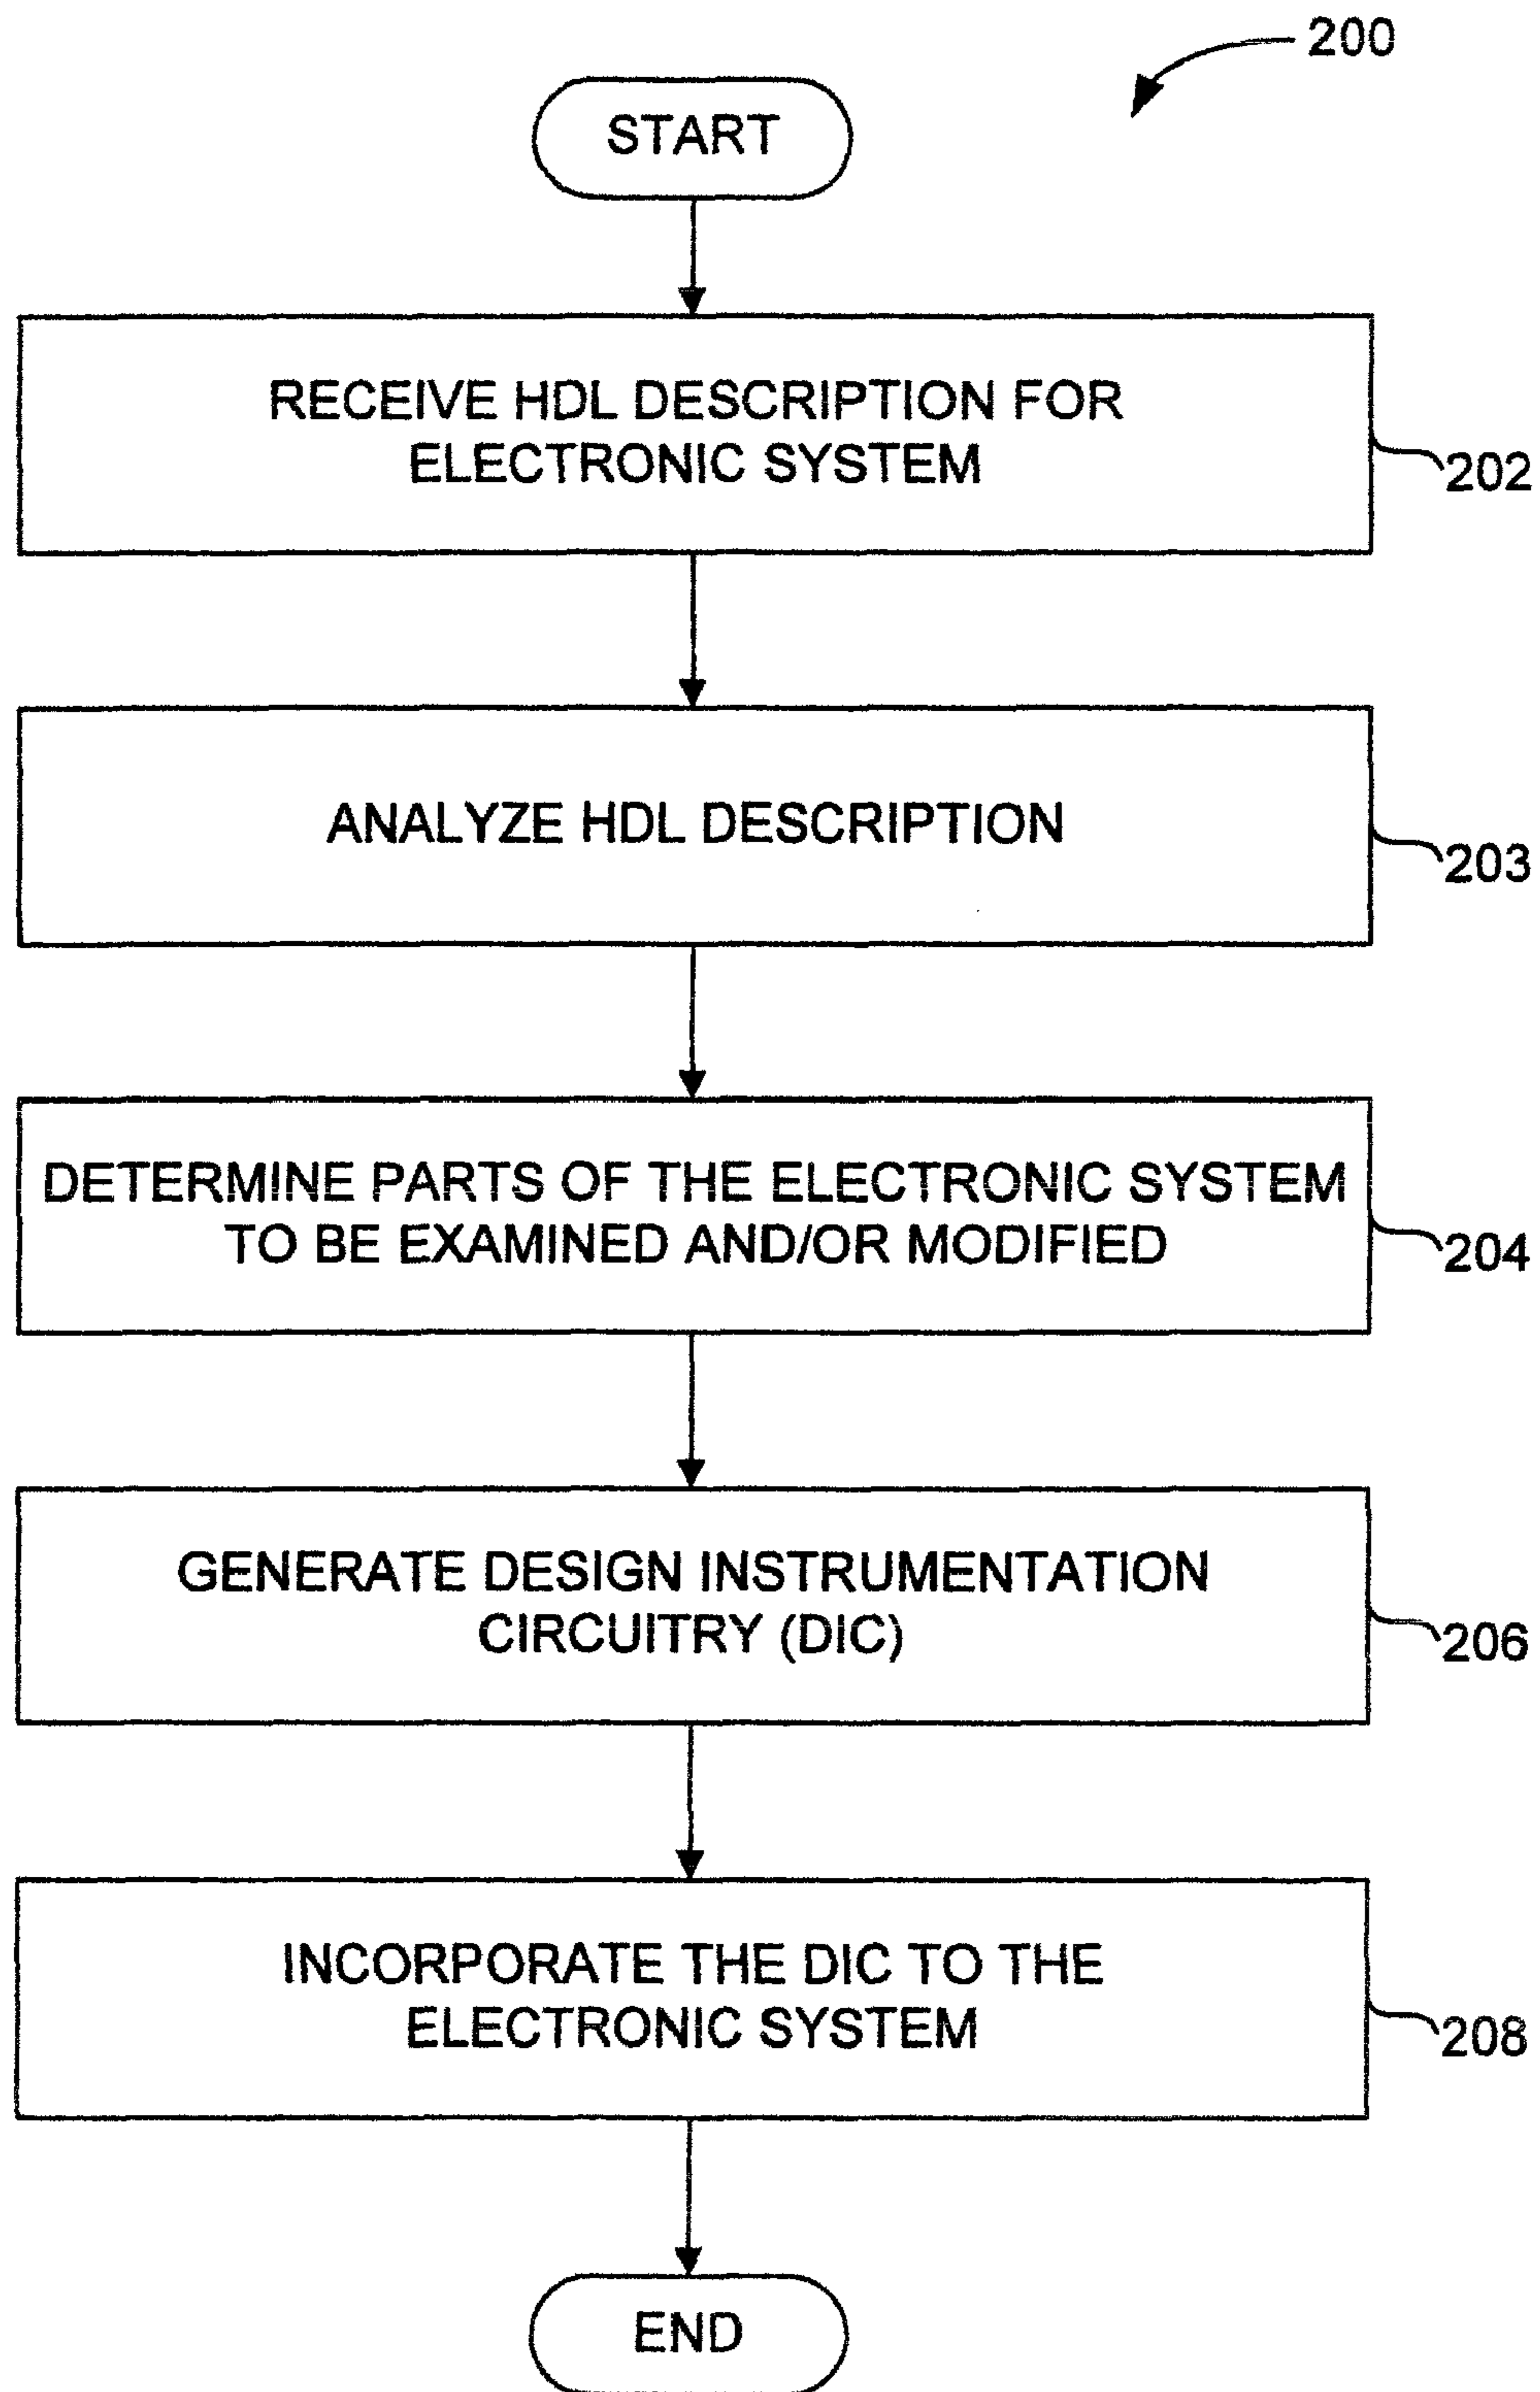 200
START
RECEIVE HDL DESCRIPTION FOR
ELECTRONIC SYSTEM
202
ANALYZE HDL DESCRIPTION
203
DETERMINE PARTS OF THE ELECTRONIC SYSTEM
TO BE EXAMINED AND/OR MODIFIED
204
GENERATE DESIGN INSTRUMENTATION
CIRCUITRY (DIC)
206
INCORPORATE THE DIC TO THE
ELECTRONIC SYSTEM
208
END